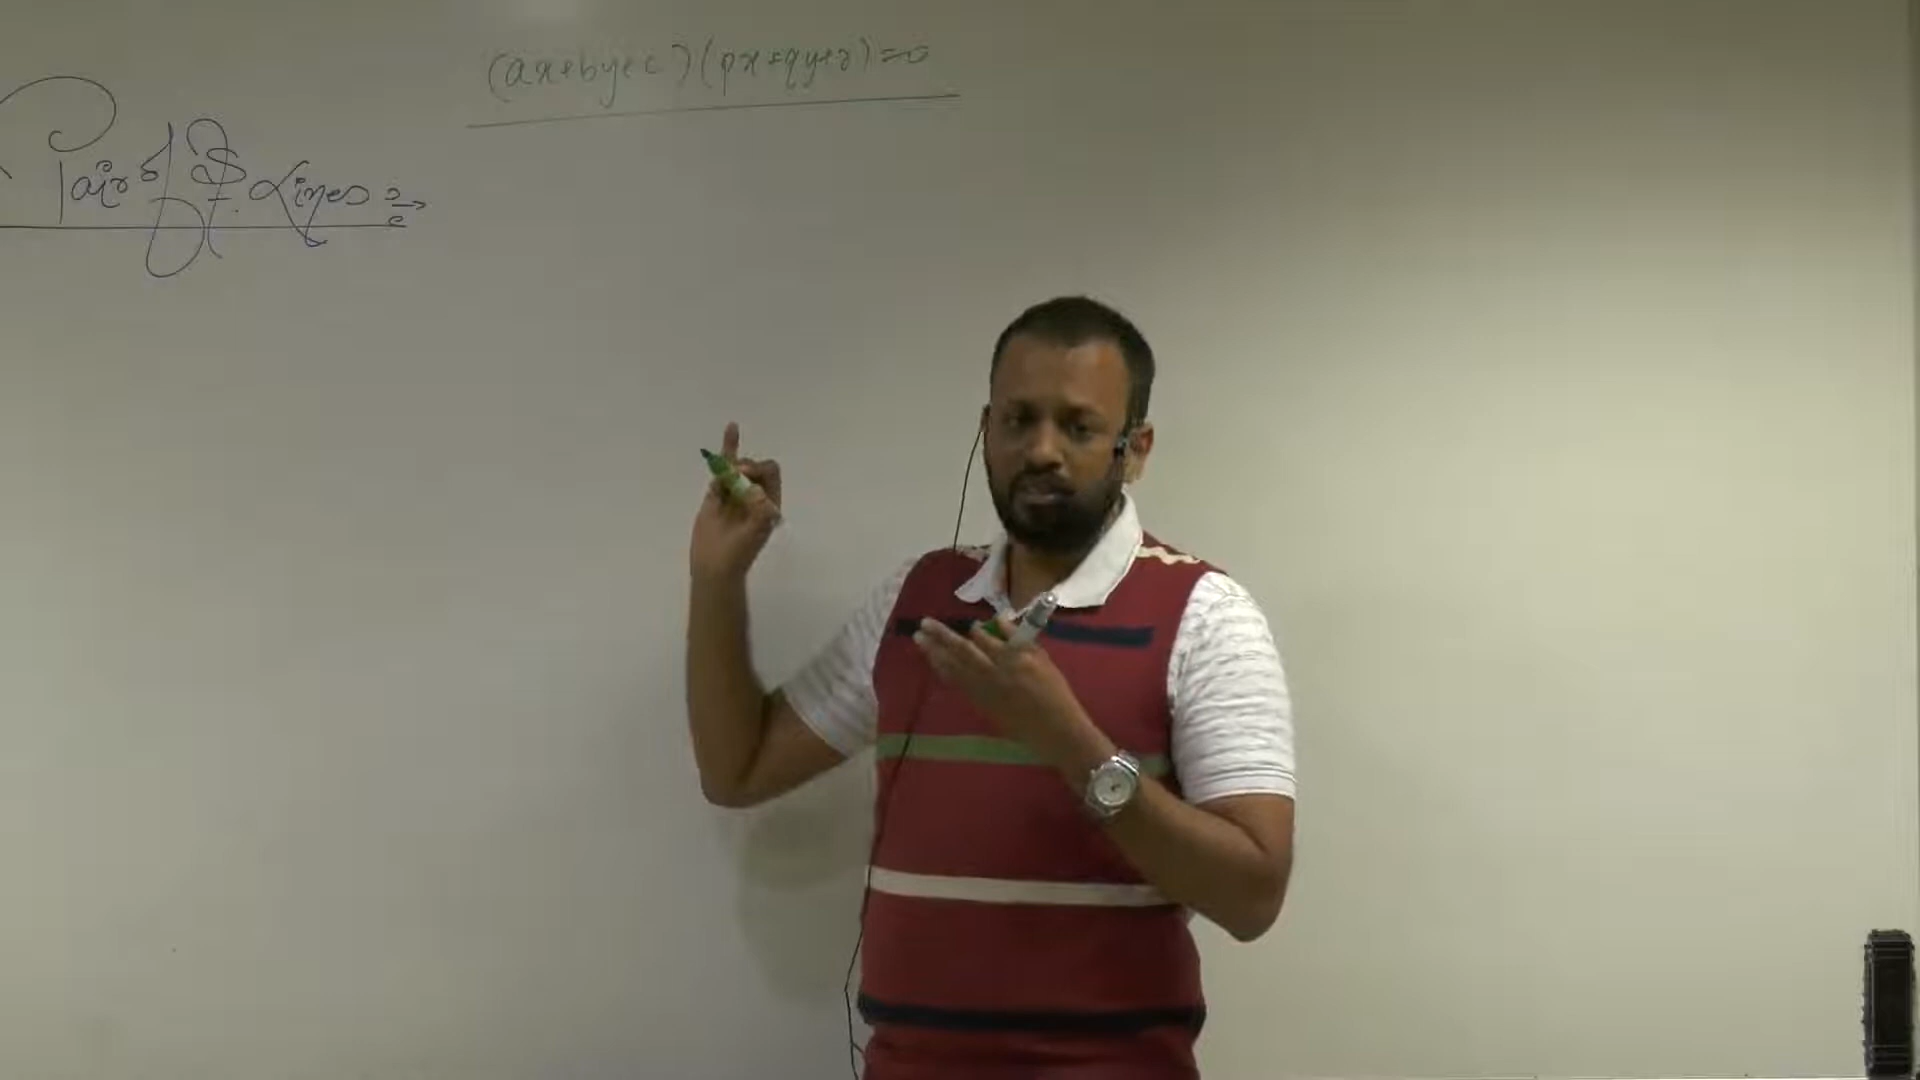 (ax+by+c)(px+qy+r)=0
Pair of St. Lines :→